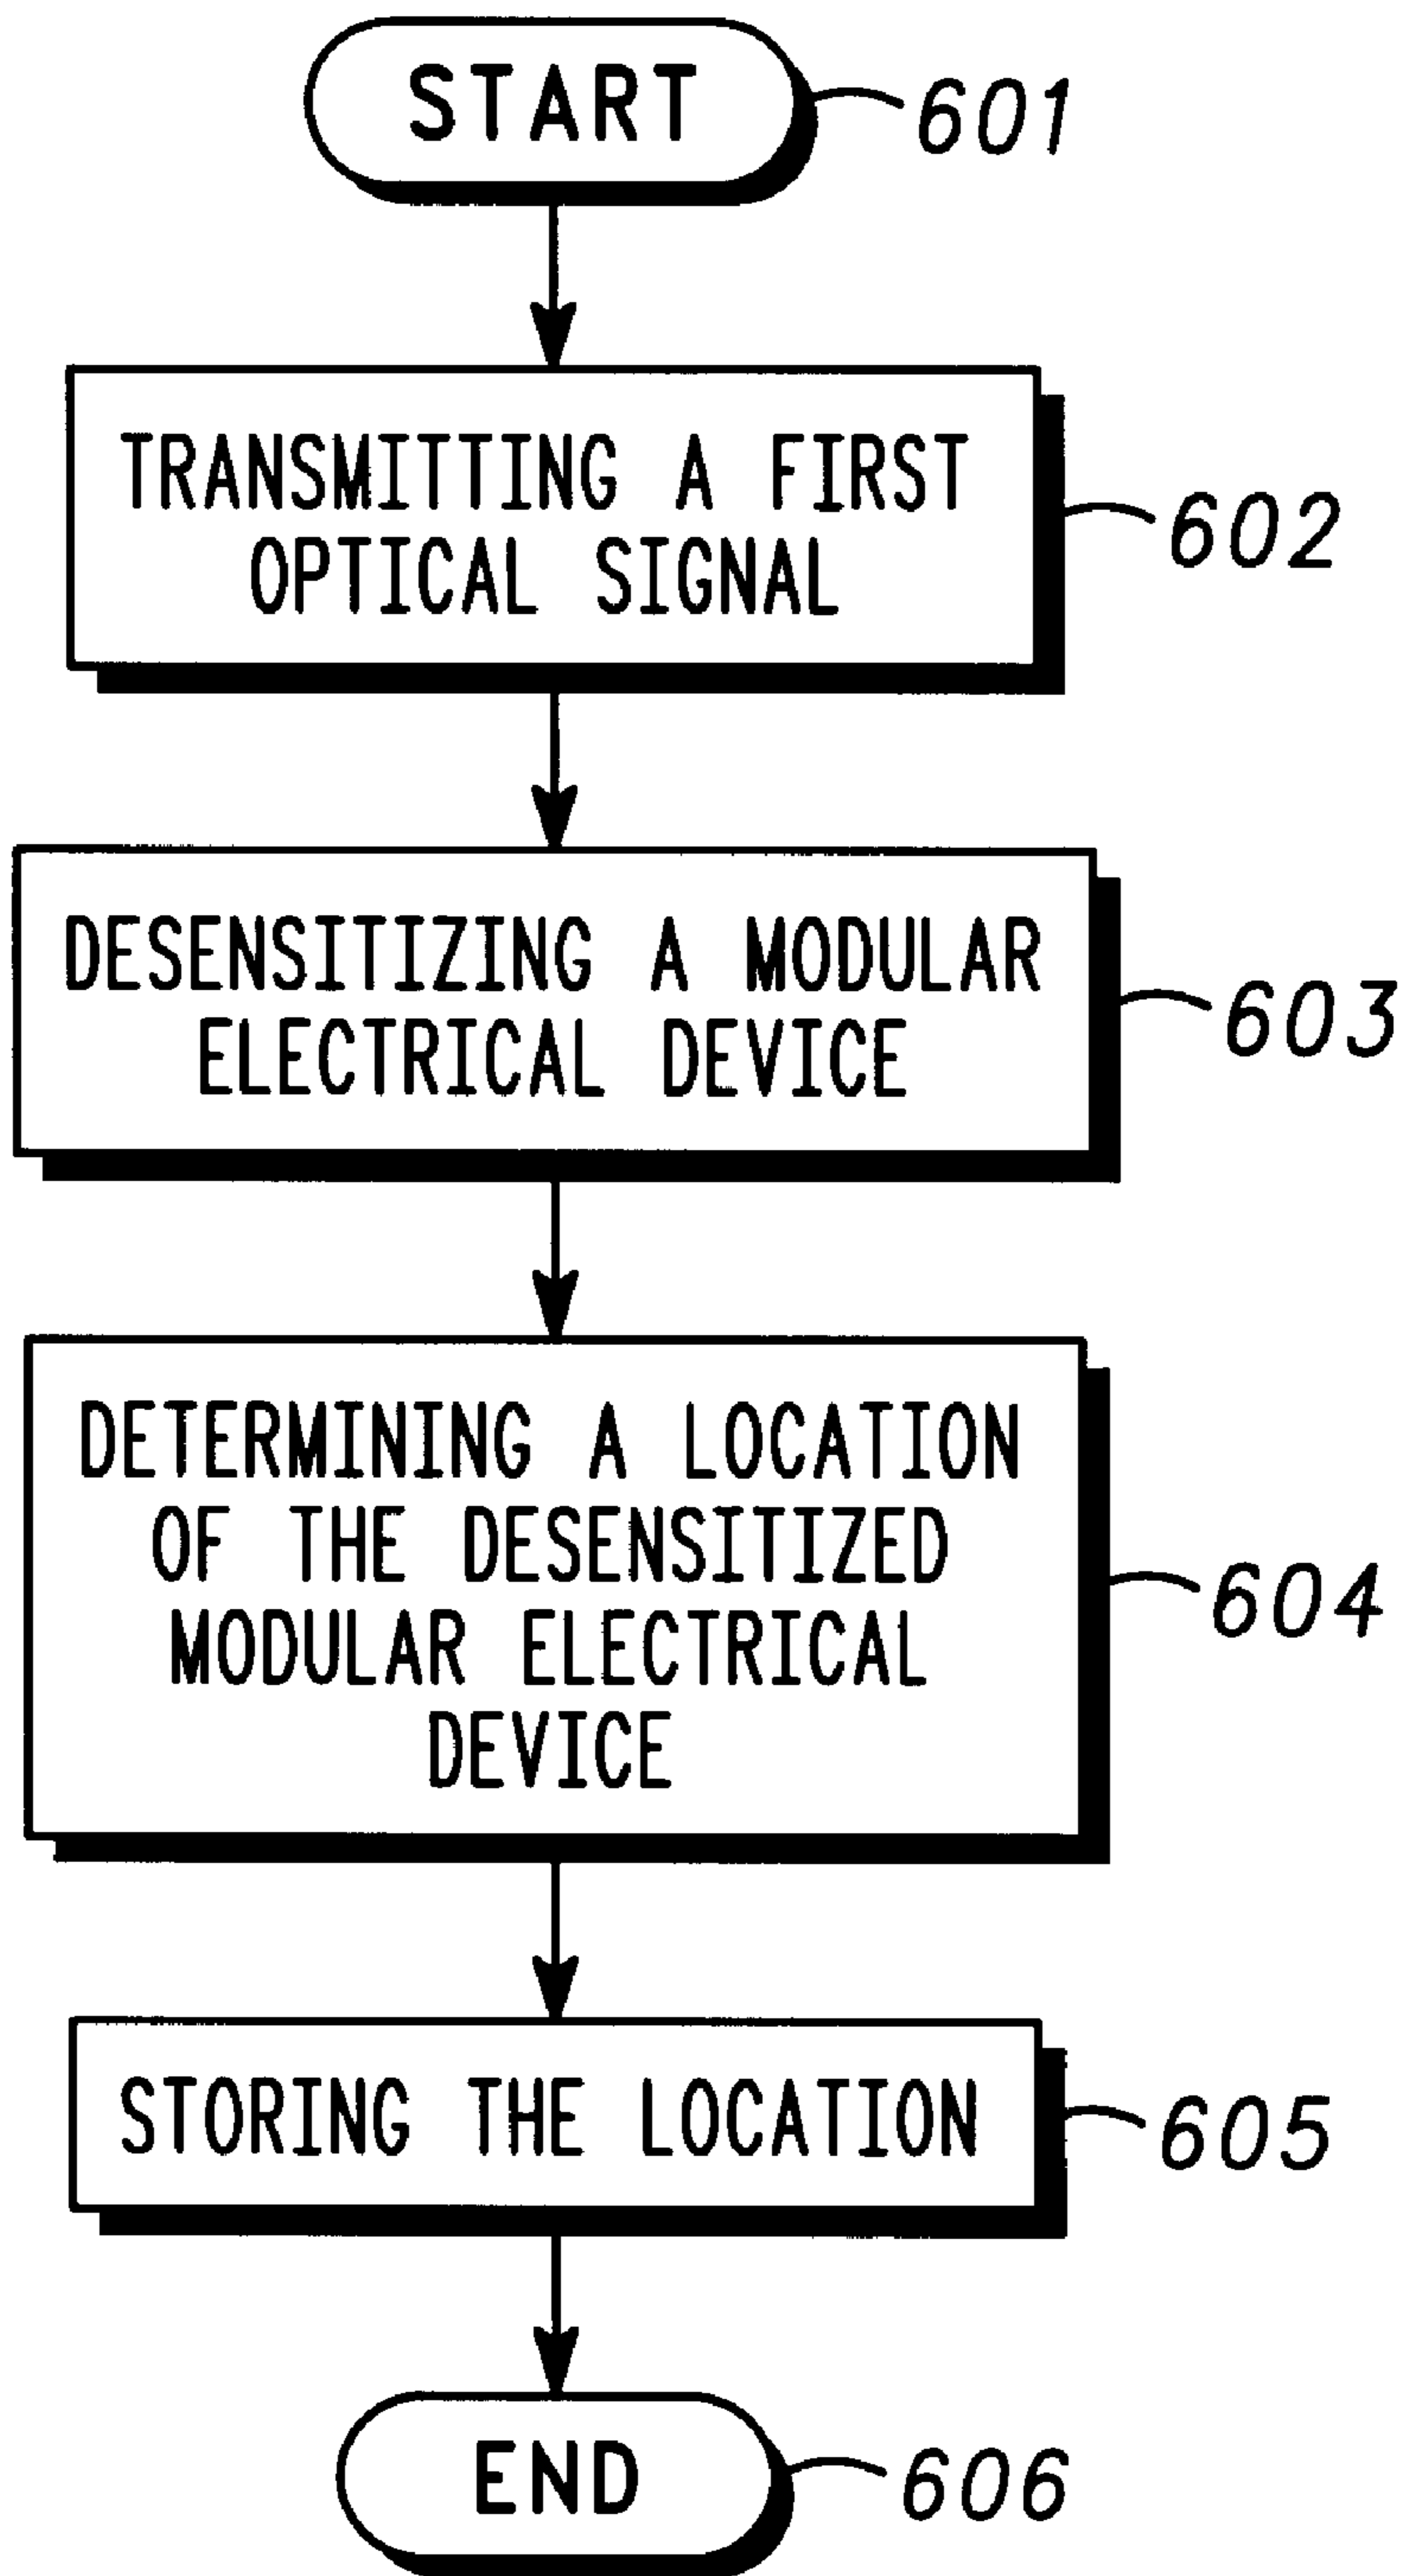 START
601
TRANSMITTING A FIRST
OPTICAL SIGNAL
602
DESENSITIZING A MODULAR
ELECTRICAL DEVICE
603
DETERMINING A LOCATION
OF THE DESENSITIZED
MODULAR ELECTRICAL
DEVICE
604
STORING THE LOCATION
605
END
606